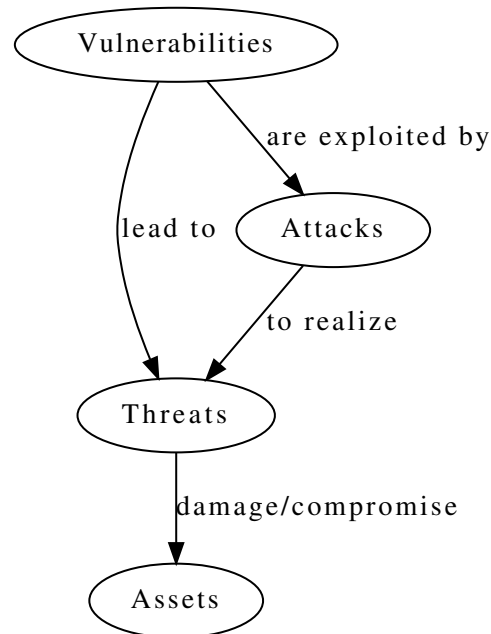 Vulnerabilities
are exploited by
lead to
Attacks
to realize
Threats
damage/compromise
Assets